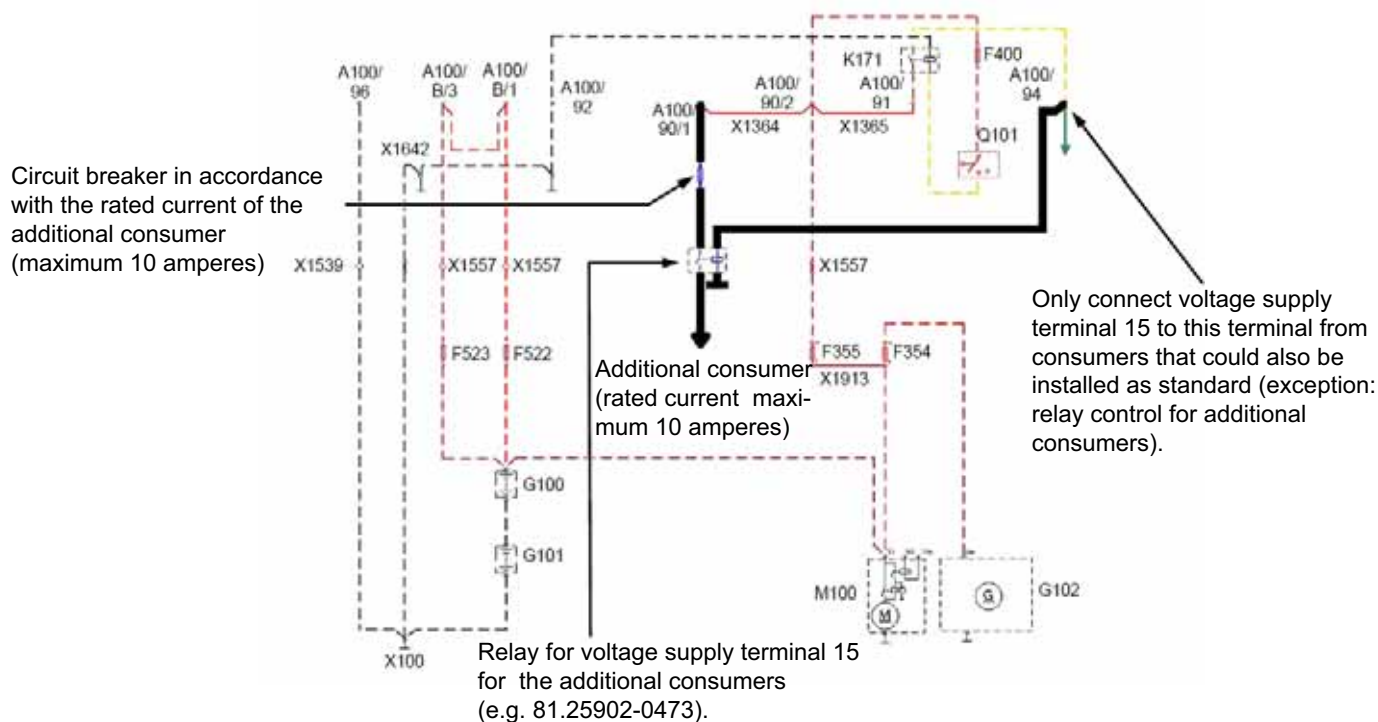 K171
F400
A100/
96
A100/
B/3
A100/
B/1
A100/
92
A100/
90/1
A100/
90/2
A100/
91
A100/
94
X1364
X1365
Q101
X1642
Circuit breaker in accordance
with the rated current of the
additional consumer
(maximum 10 amperes)
X1539
X1557
X1557
X1557
Only connect voltage supply
terminal 15 to this terminal from
consumers that could also be
installed as standard (exception:
relay control for additional
consumers).
F523
F522
F355
F354
X1913
Additional consumer
(rated current maxi-
mum 10 amperes)
G100
G101
M100
M
G
G102
X100
Relay for voltage supply terminal 15
for the additional consumers
(e.g. 81.25902-0473).